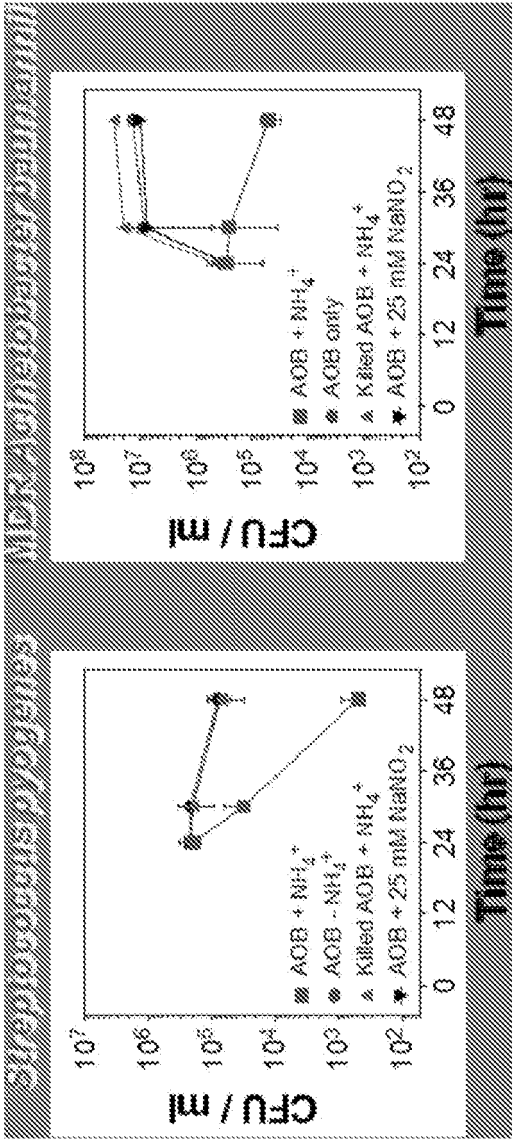 Streptococcus pyogenes
10⁷
10⁶
10⁵
10⁴
10³
10²
CFU / ml
AOB + NH₄⁺
AOB - NH₄⁺
Killed AOB + NH₄⁺
AOB + 25 mM NaNO₂
0 12 24 36 48
Time (hr)
MDR Acinetobacter baumannii
10⁸
10⁷
10⁶
10⁵
10⁴
10³
10²
CFU / ml
AOB + NH₄⁺
AOB only
Killed AOB + NH₄⁺
AOB + 25 mM NaNO₂
0 12 24 36 48
Time (hr)